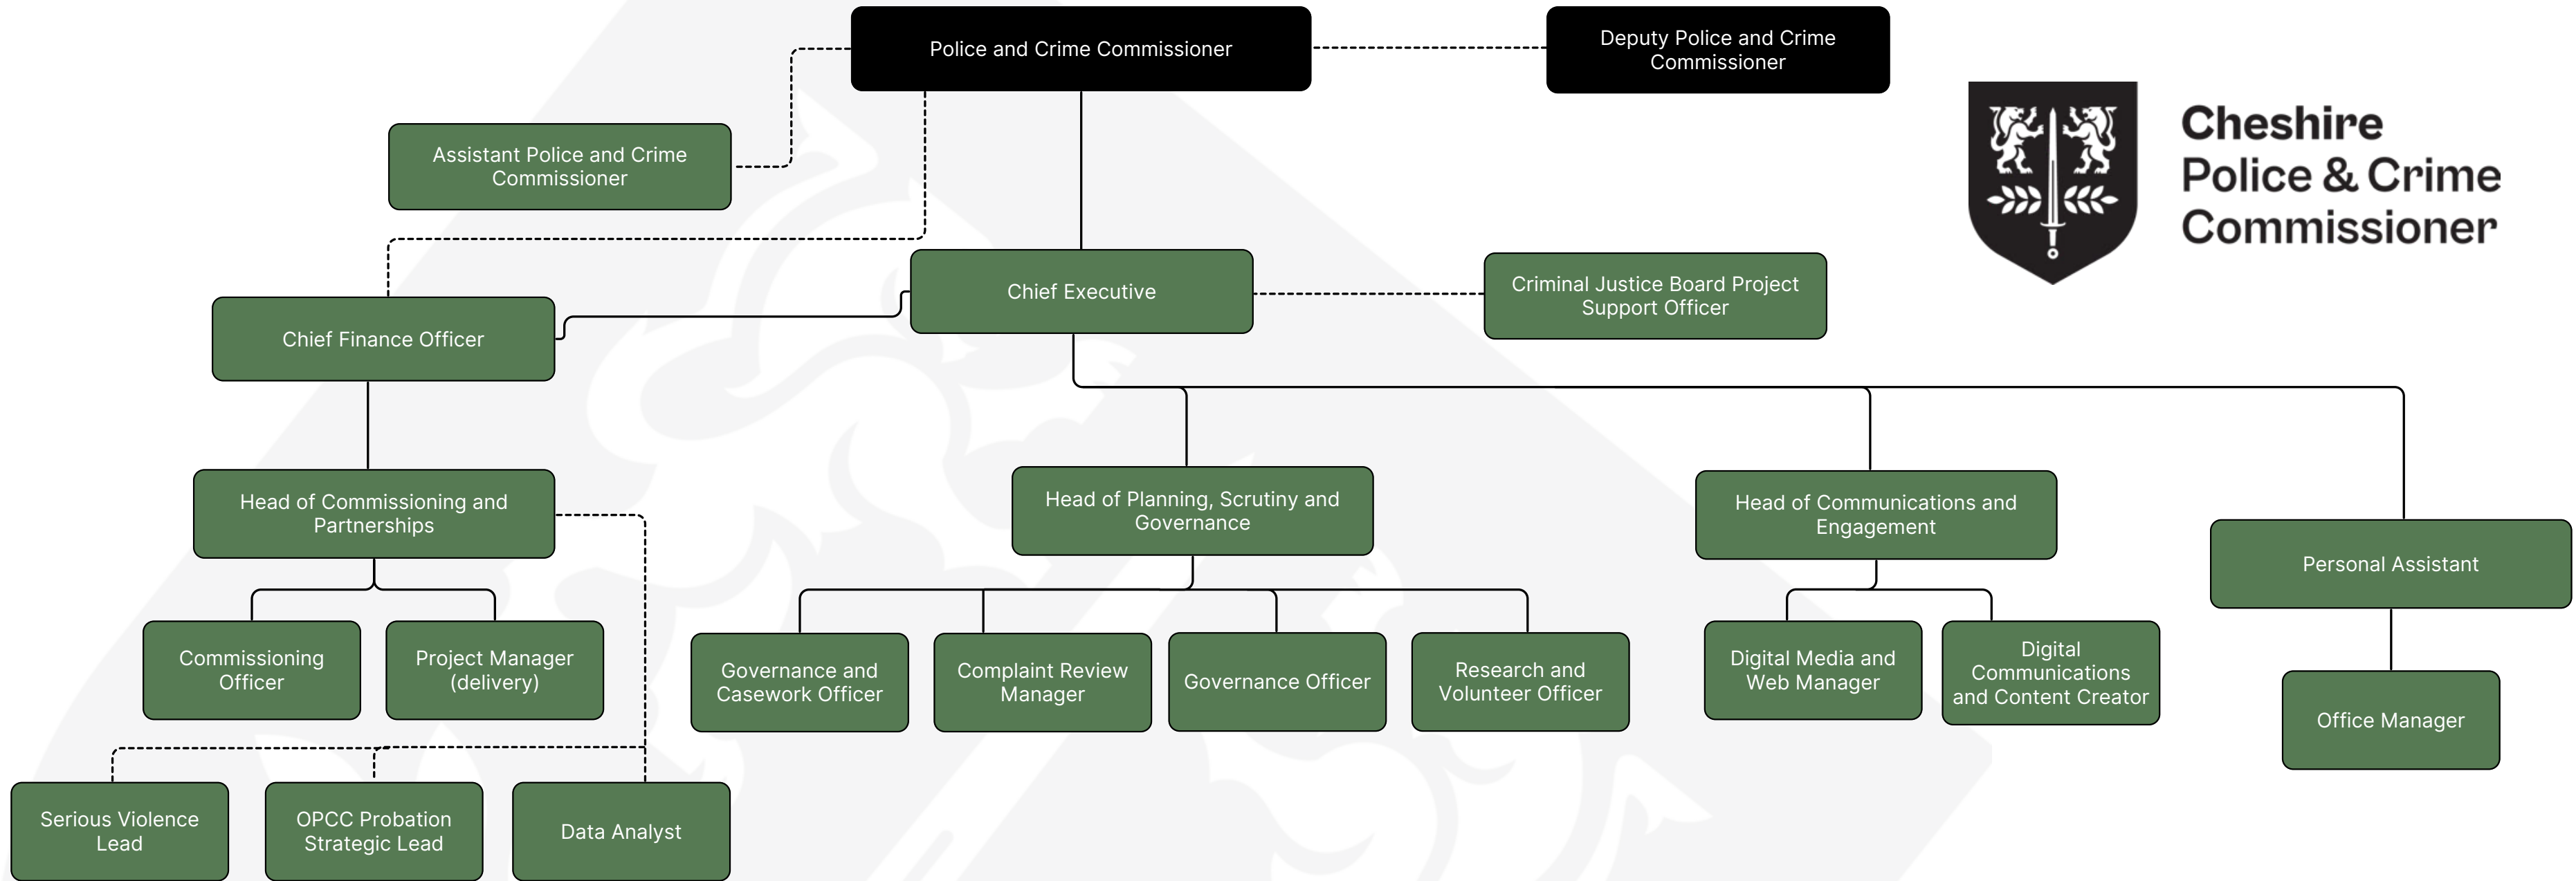 Police and Crime Commissioner
Deputy Police and Crime
Commissioner
Cheshire
Police & Crime
Commissioner
Assistant Police and Crime
Commissioner
Chief Executive
Criminal Justice Board Project
Support Officer
Chief Finance Officer
Head of Commissioning and
Partnerships
Head of Planning, Scrutiny and
Governance
Head of Communications and
Engagement
Personal Assistant
Commissioning
Officer
Project Manager
(delivery)
Governance and
Casework Officer
Complaint Review
Manager
Governance Officer
Research and
Volunteer Officer
Digital Media and
Web Manager
Digital
Communications
and Content Creator
Office Manager
Serious Violence
Lead
OPCC Probation
Strategic Lead
Data Analyst